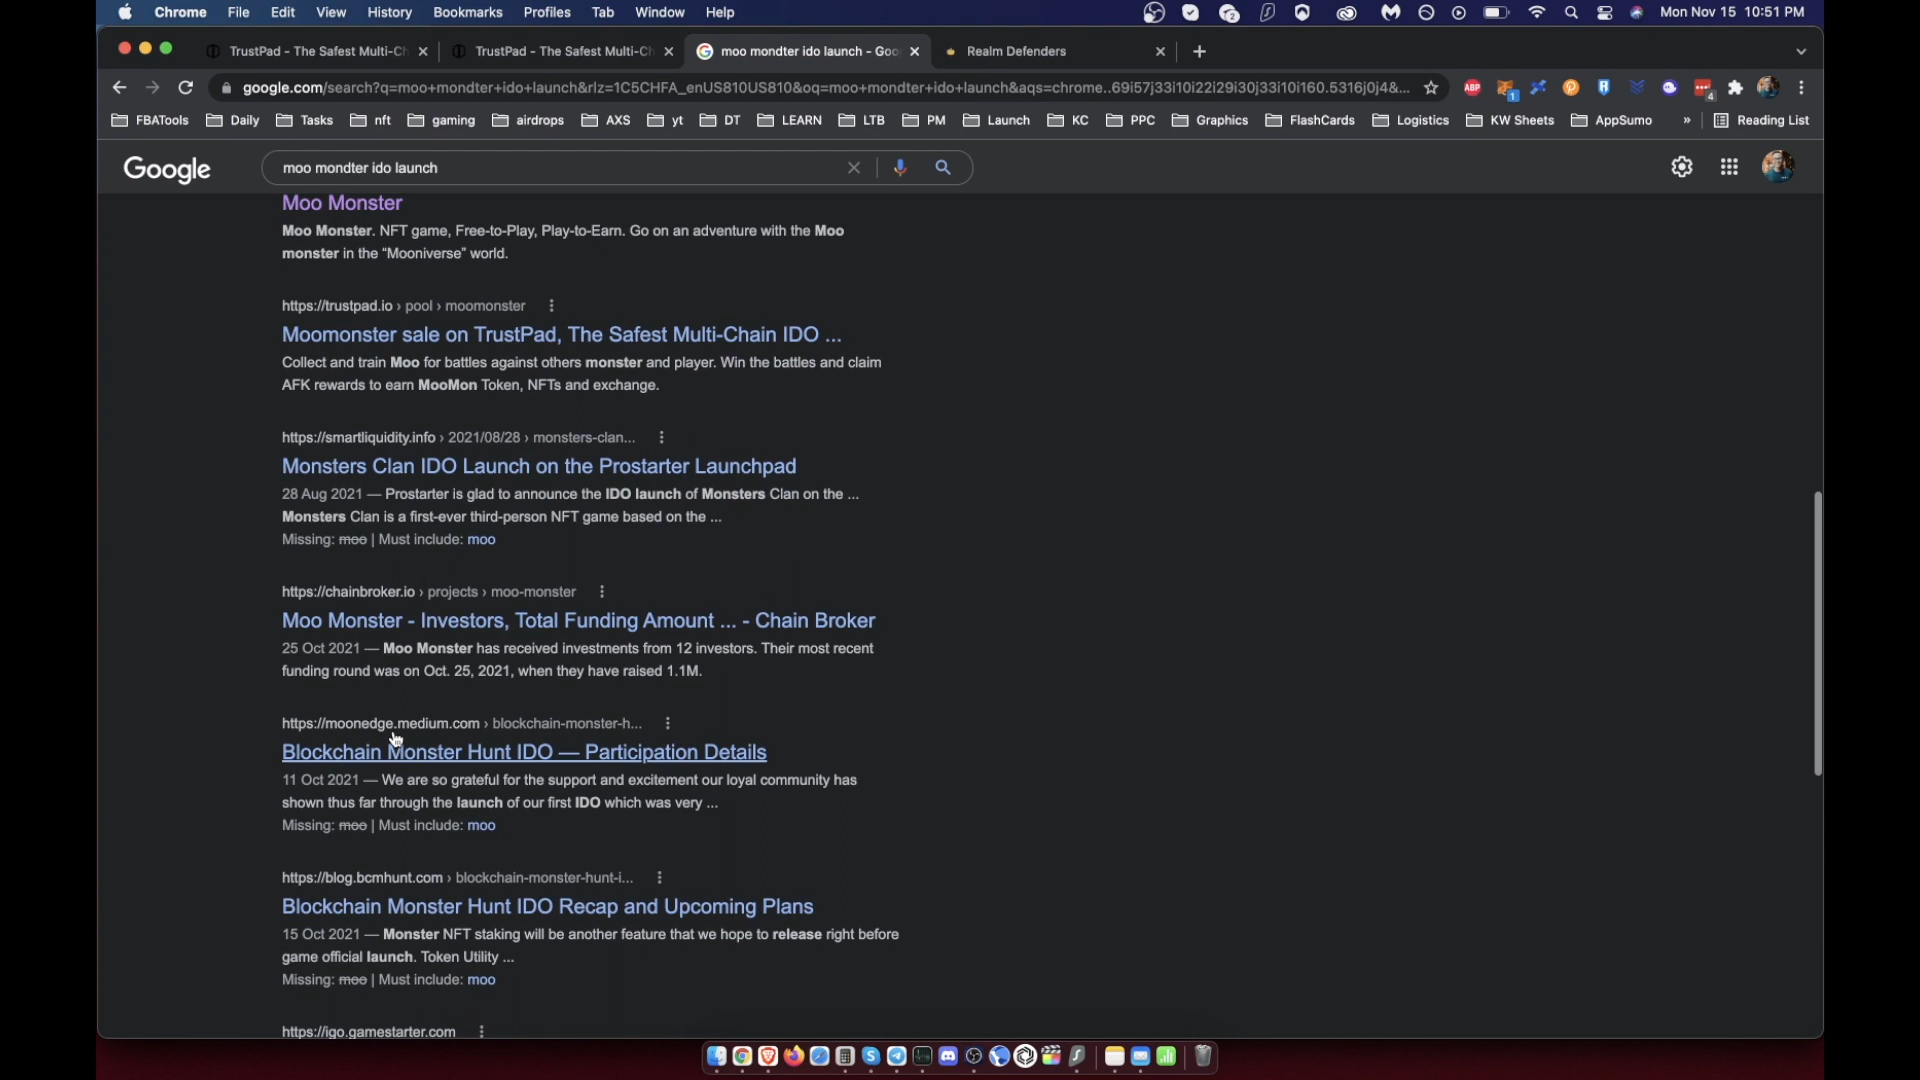 Chrome File Edit View History Bookmarks Profiles Tab Window Help Mon Nov 15 10:51 PM
TrustPad - The Safest Multi-Ch TrustPad - The Safest Multi-Ch moo mondter ido launch - Goo Realm Defenders
google.com/search?q=moo+mondter+ido+launch&rlz=1C5CHFA_enUS810US810&oq=moo+mondter+ido+launch&aqs=chrome..69i57j33i10i22i29i30j33i10i160.5316j0j4&...
FBATools Daily Tasks nft gaming airdrops AXS yt DT LEARN LTB PM Launch KC PPC Graphics FlashCards Logistics KW Sheets AppSumo » Reading List
Google moo mondter ido launch
Moo Monster
Moo Monster. NFT game, Free-to-Play, Play-to-Earn. Go on an adventure with the Moo
monster in the “Mooniverse” world.
https://trustpad.io › pool › moomonster
Moomonster sale on TrustPad, The Safest Multi-Chain IDO ...
Collect and train Moo for battles against others monster and player. Win the battles and claim
AFK rewards to earn MooMon Token, NFTs and exchange.
https://smartliquidity.info › 2021/08/28 › monsters-clan...
Monsters Clan IDO Launch on the Prostarter Launchpad
28 Aug 2021 — Prostarter is glad to announce the IDO launch of Monsters Clan on the ...
Monsters Clan is a first-ever third-person NFT game based on the ...
Missing: moo | Must include: moo
https://chainbroker.io › projects › moo-monster
Moo Monster - Investors, Total Funding Amount ... - Chain Broker
25 Oct 2021 — Moo Monster has received investments from 12 investors. Their most recent
funding round was on Oct. 25, 2021, when they have raised 1.1M.
https://moonedge.medium.com › blockchain-monster-h...
Blockchain Monster Hunt IDO — Participation Details
11 Oct 2021 — We are so grateful for the support and excitement our loyal community has
shown thus far through the launch of our first IDO which was very ...
Missing: moo | Must include: moo
https://blog.bcmhunt.com › blockchain-monster-hunt-i...
Blockchain Monster Hunt IDO Recap and Upcoming Plans
15 Oct 2021 — Monster NFT staking will be another feature that we hope to release right before
game official launch. Token Utility ...
Missing: moo | Must include: moo
https://igo.gamestarter.com